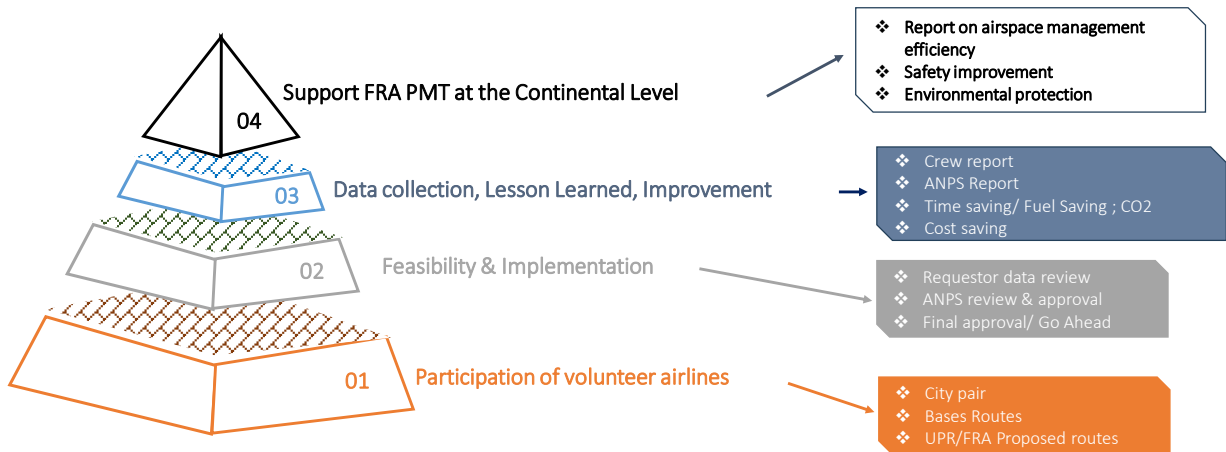 04
Support FRA PMT at the Continental Level
❖ Report on airspace management
efficiency
❖ Safety improvement
❖ Environmental protection
03
Data collection, Lesson Learned, Improvement
❖ Crew report
❖ ANPS Report
❖ Time saving/ Fuel Saving ; CO2
❖ Cost saving
02
Feasibility & Implementation
❖ Requestor data review
❖ ANPS review & approval
❖ Final approval/ Go Ahead
01
Participation of volunteer airlines
❖ City pair
❖ Bases Routes
❖ UPR/FRA Proposed routes